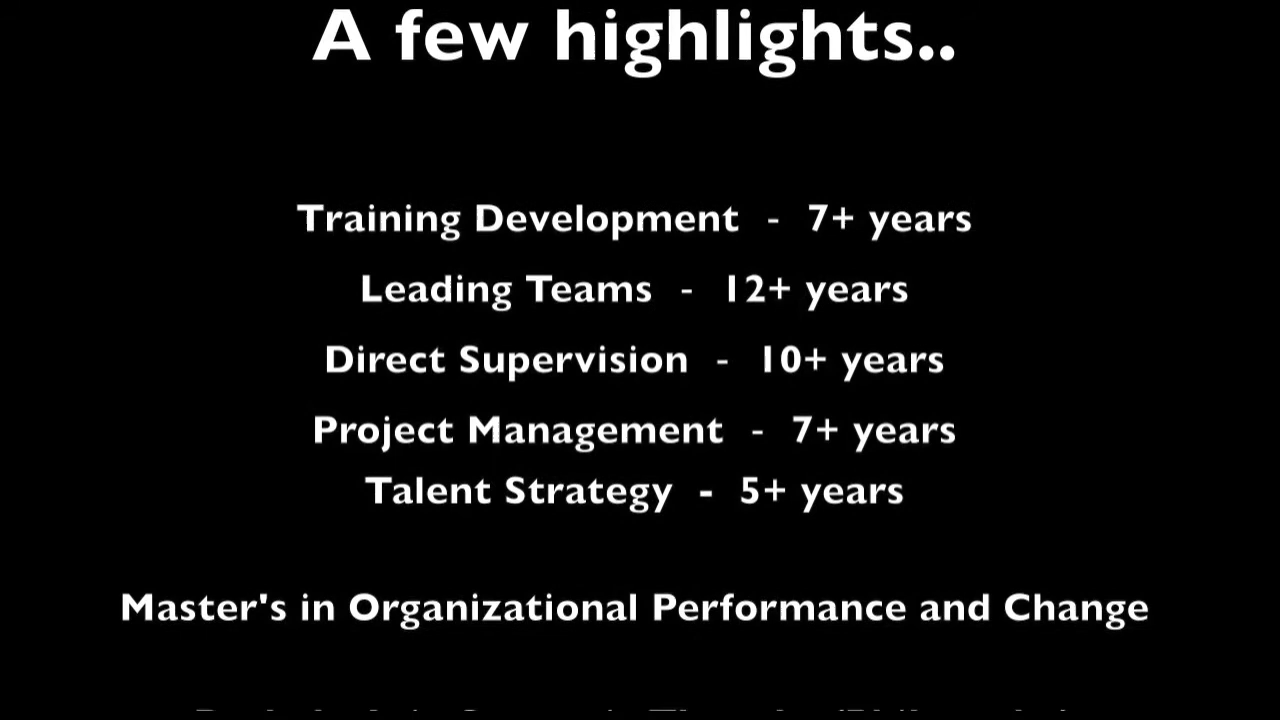 A few highlights..
Training Development - 7+ years
Leading Teams - 12+ years
Direct Supervision - 10+ years
Project Management - 7+ years
Talent Strategy - 5+ years
Master's in Organizational Performance and Change